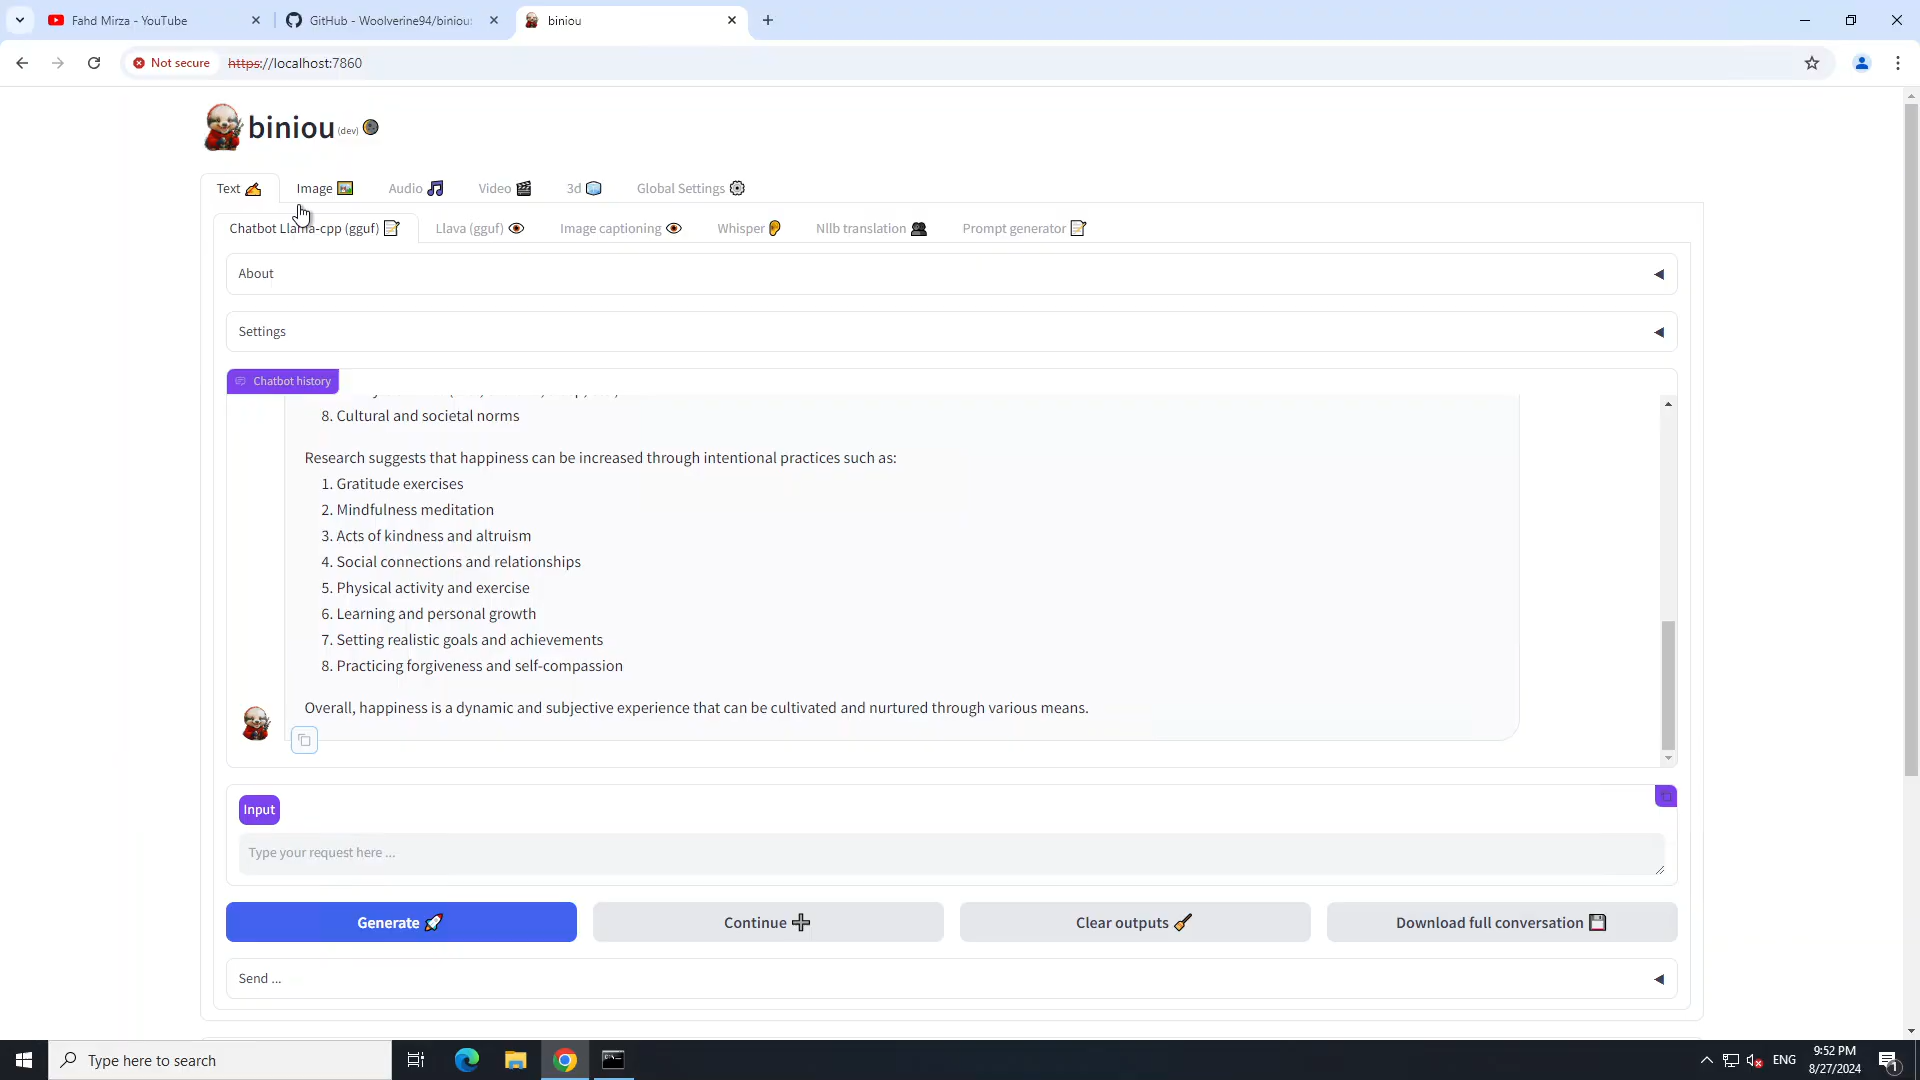 Fahd Mirza - YouTube
GitHub - Woolverine94/biniou:
biniou
Not secure https://localhost:7860
biniou (dev)
Text Image Audio Video 3d Global Settings
Chatbot Llama-cpp (gguf) Llava (gguf) Image captioning Whisper Nllb translation Prompt generator
About
Settings
Chatbot history
8. Cultural and societal norms
Research suggests that happiness can be increased through intentional practices such as:
1. Gratitude exercises
2. Mindfulness meditation
3. Acts of kindness and altruism
4. Social connections and relationships
5. Physical activity and exercise
6. Learning and personal growth
7. Setting realistic goals and achievements
8. Practicing forgiveness and self-compassion
Overall, happiness is a dynamic and subjective experience that can be cultivated and nurtured through various means.
Input
Type your request here ...
Generate Continue Clear outputs Download full conversation
Send ...
Type here to search
ENG
9:52 PM
8/27/2024
1